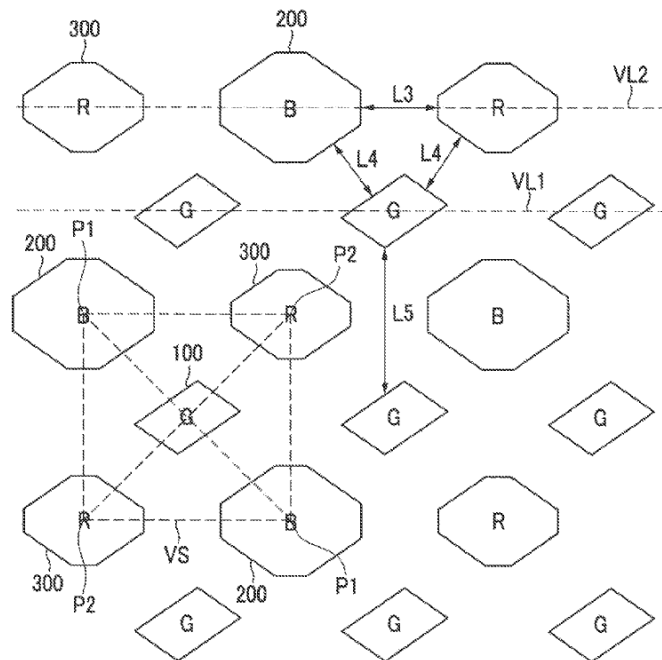 300 200
R B L3 R VL2
L4 L4
VL1
G G G
P1
200 300 P2
B R L5 B
100
G G G
R B R
300 VS 200 P1
P2
G G G